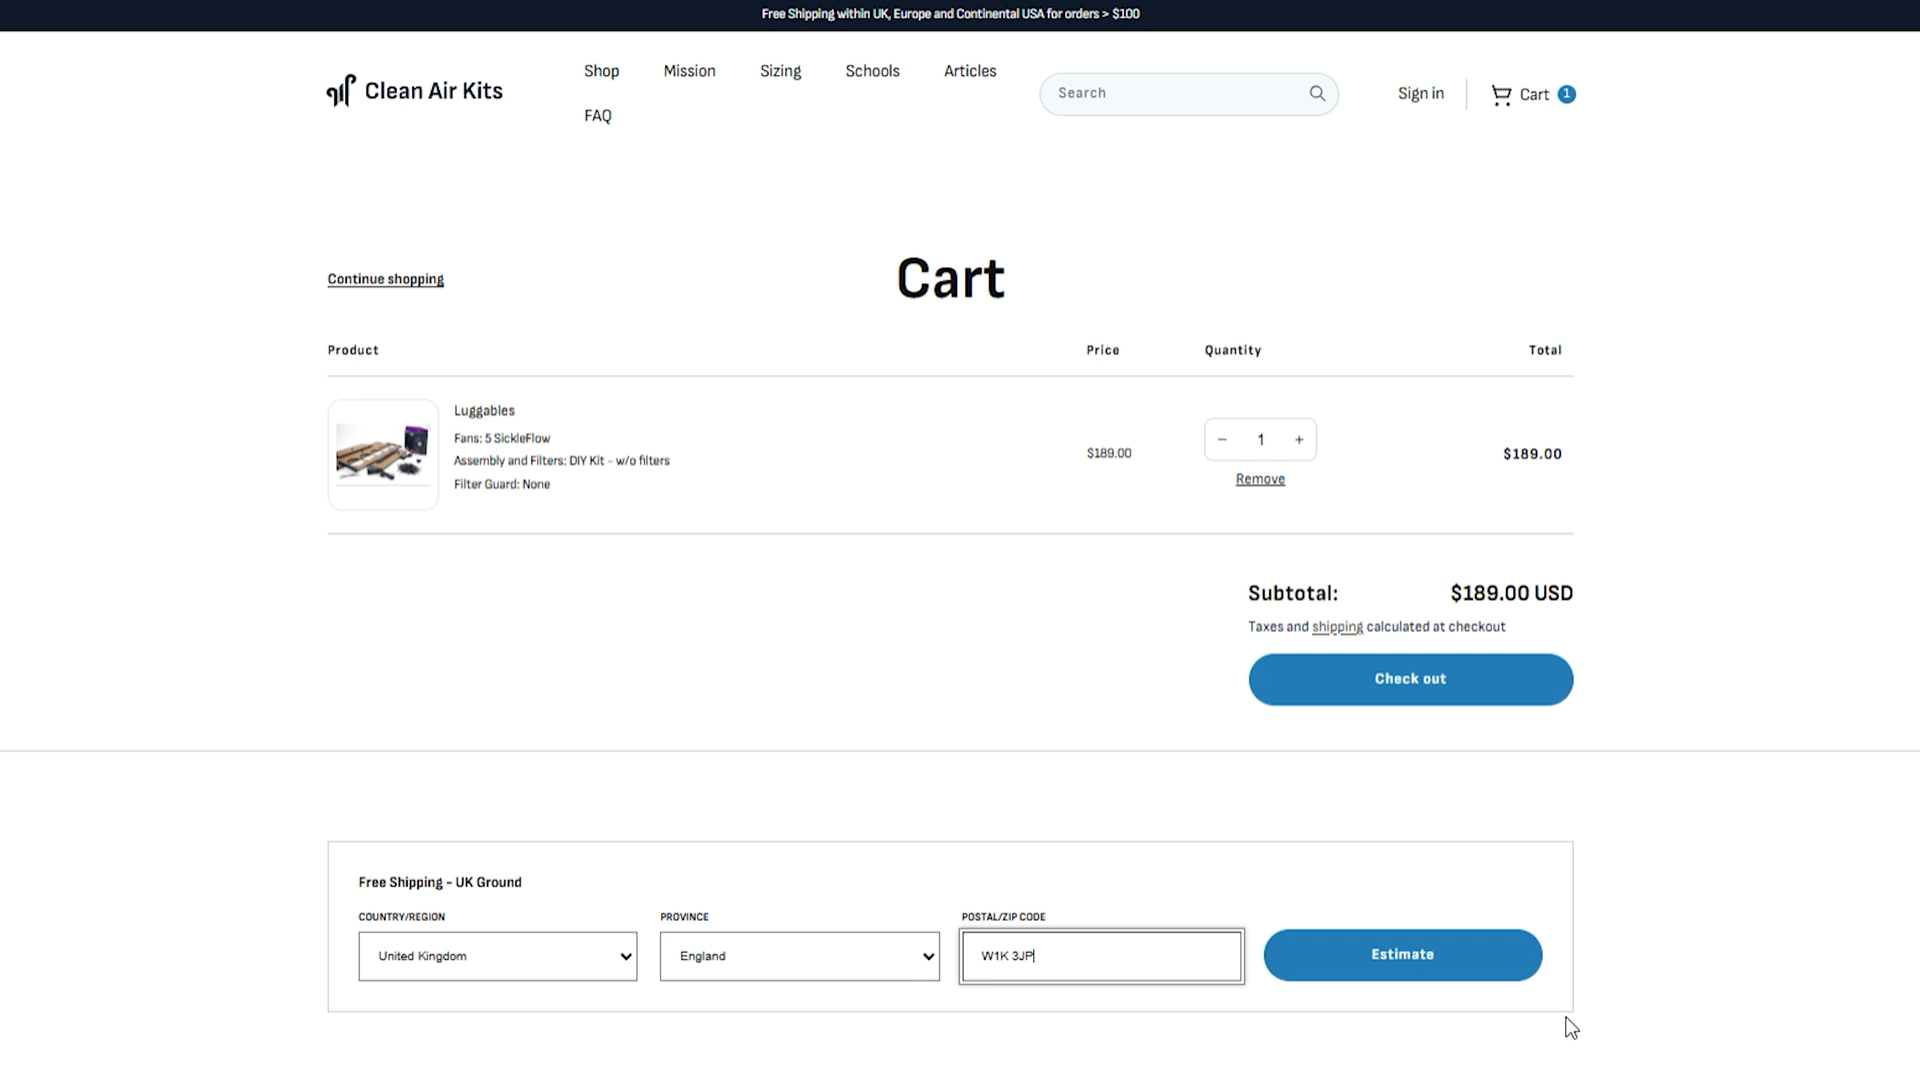 Free Shipping within UK, Europe and Continental USA for orders > $100
Clean Air Kits
Shop Mission Sizing Schools Articles
FAQ
Search
Sign in
Cart 1
Continue shopping
Cart
Product Price Quantity Total
Luggables
Fans: 5 SickleFlow
Assembly and Filters: DIY Kit - w/o filters
Filter Guard: None
$189.00
− 1 +
Remove
$189.00
Subtotal: $189.00 USD
Taxes and shipping calculated at checkout
Check out
Free Shipping - UK Ground
COUNTRY/REGION PROVINCE POSTAL/ZIP CODE
United Kingdom England W1K 3JP Estimate